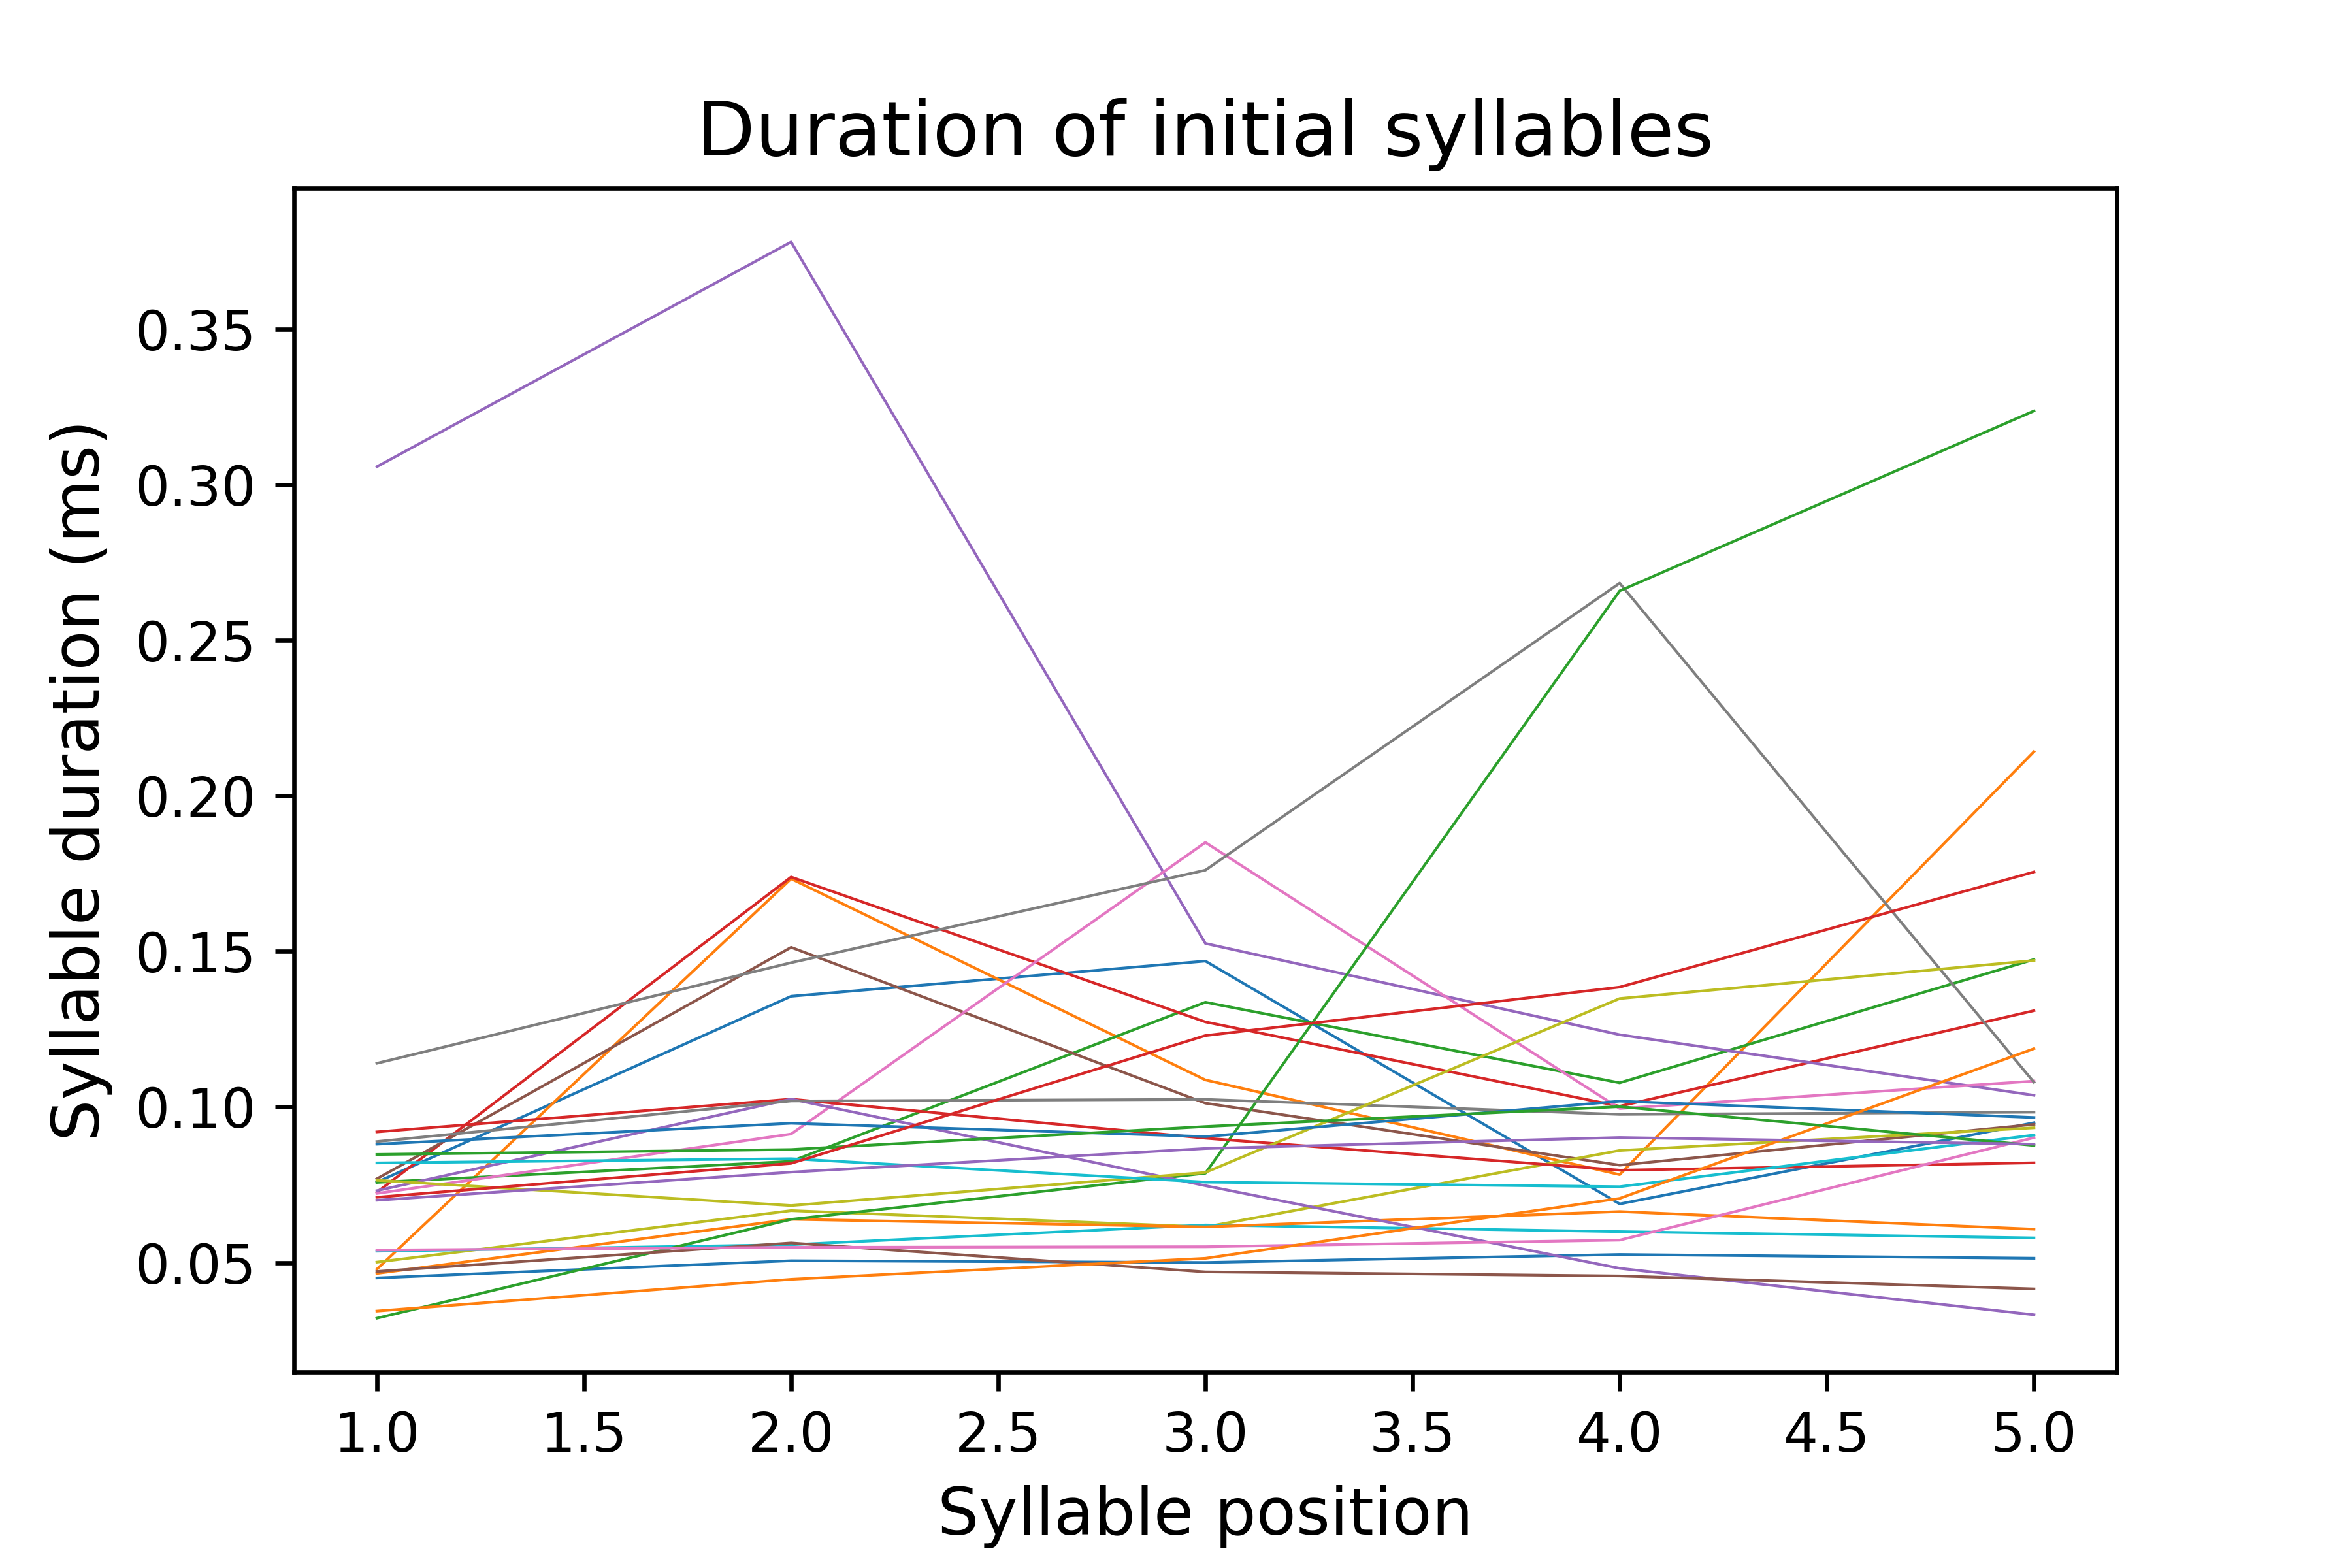 Duration of initial syllables
Syllable duration (ms)
0.35
0.30
0.25
0.20
0.15
0.10
0.05
1.0 1.5 2.0 2.5 3.0 3.5 4.0 4.5 5.0
Syllable position